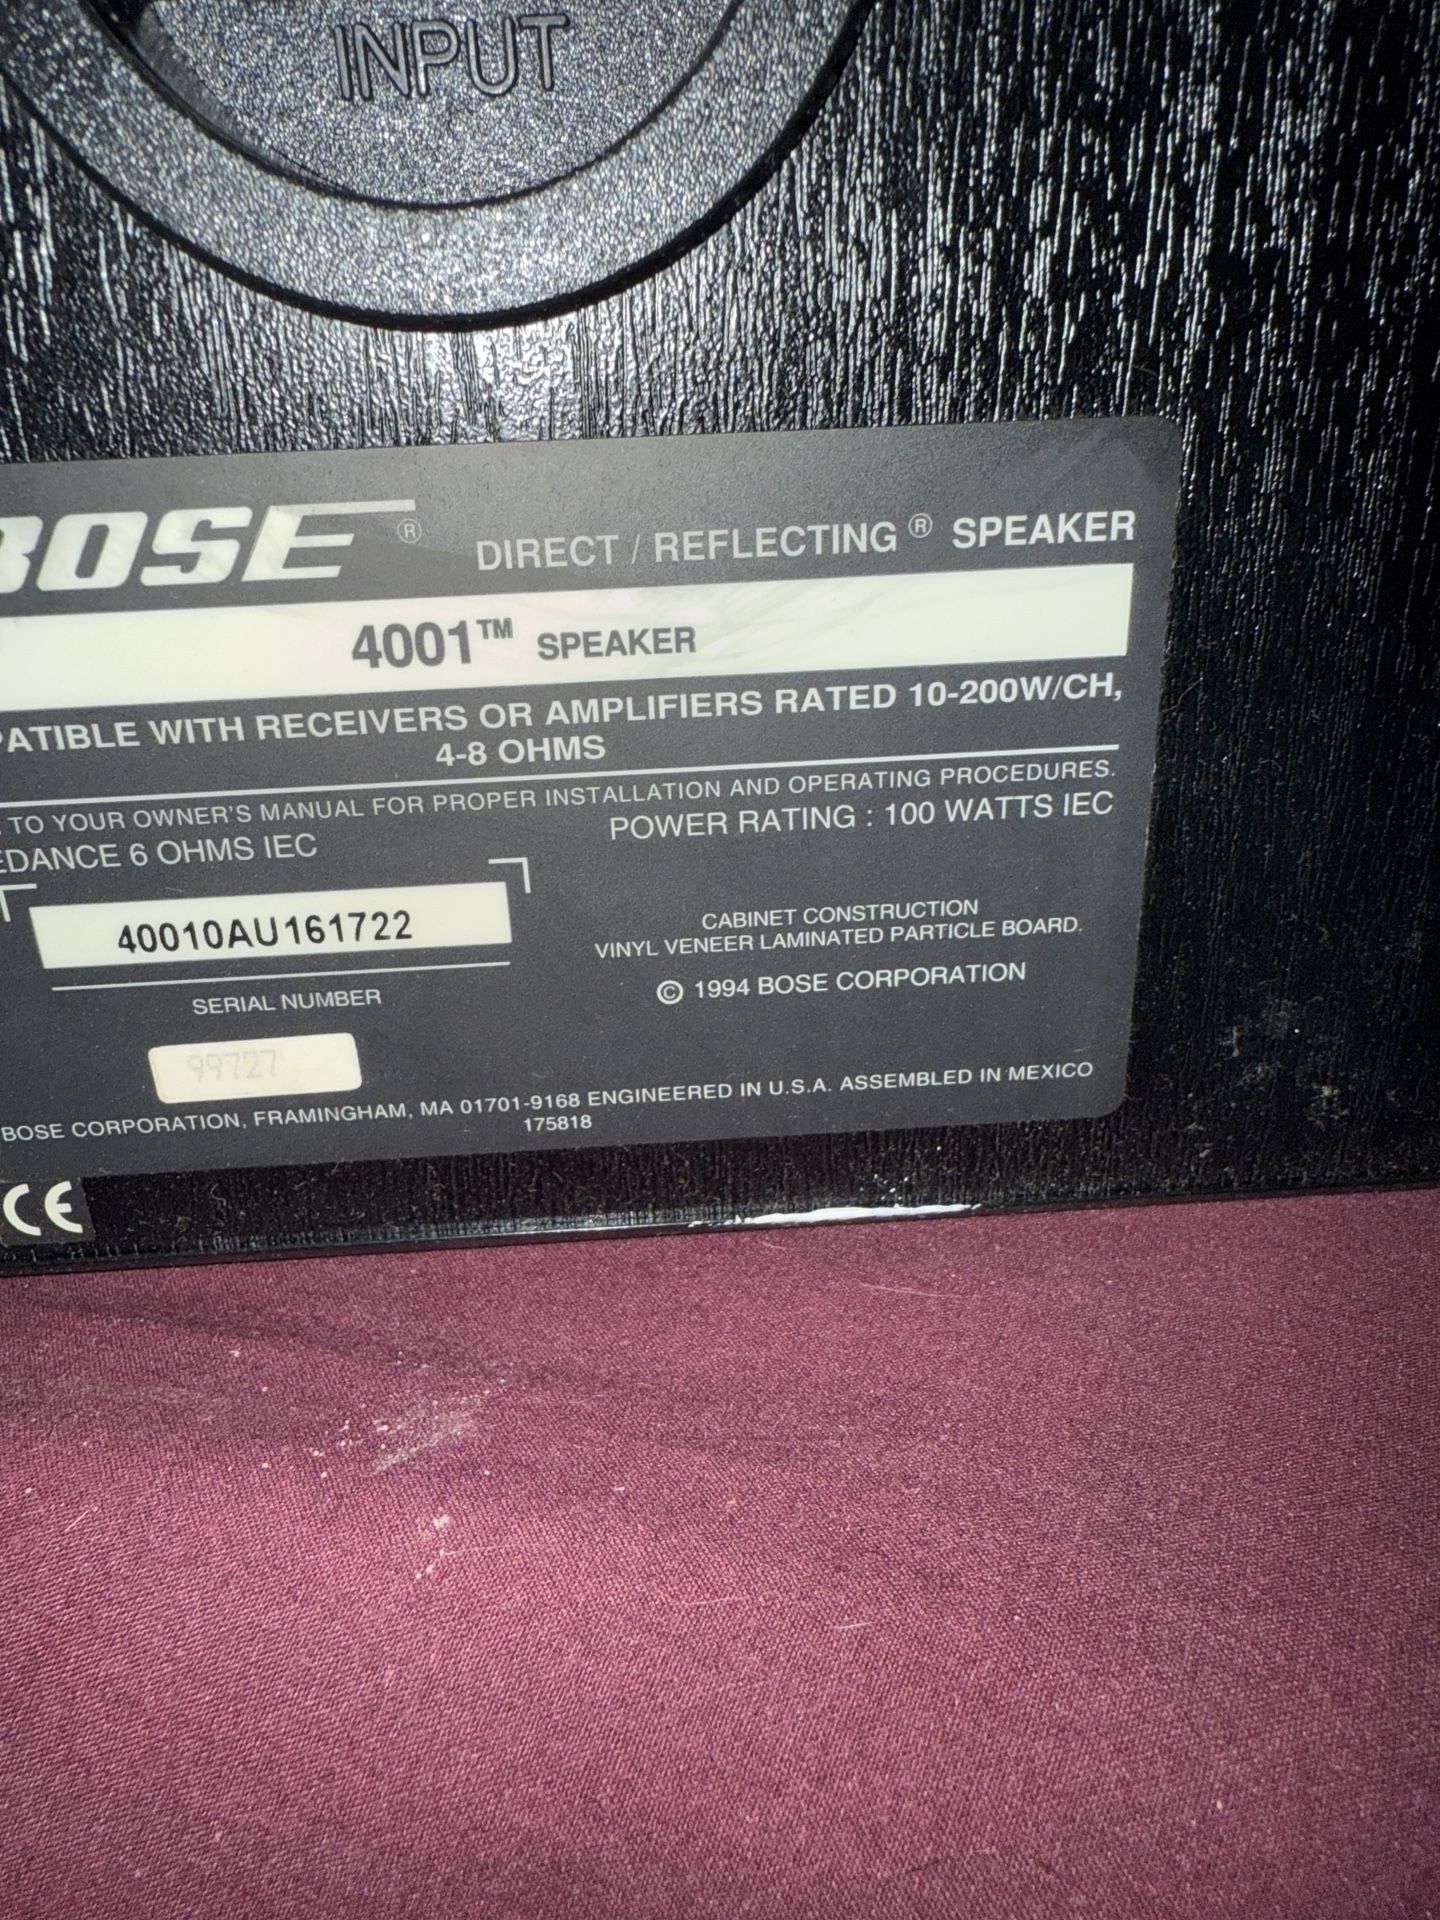 INPUT
BOSE® DIRECT / REFLECTING® SPEAKER
4001™ SPEAKER
WITH RECEIVERS OR AMPLIFIERS RATED 10-200W/CH,
4-8 OHMS
TO YOUR OWNER'S MANUAL FOR PROPER INSTALLATION AND OPERATING PROCEDURES.
6 OHMS IEC
POWER RATING : 100 WATTS IEC
40010AU161722
SERIAL NUMBER
99727
CABINET CONSTRUCTION
VINYL VENEER LAMINATED PARTICLE BOARD.
© 1994 BOSE CORPORATION
BOSE CORPORATION, FRAMINGHAM, MA 01701-9168 ENGINEERED IN U.S.A. ASSEMBLED IN MEXICO
175818
CE